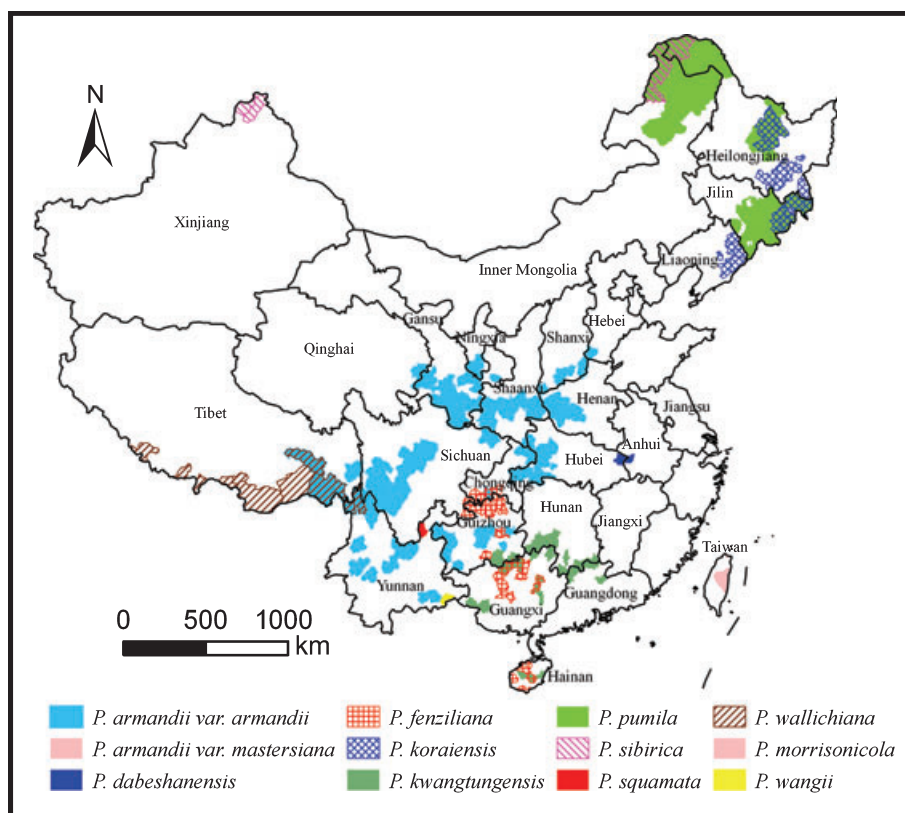 N
Heilongjiang
Jilin
Xinjiang
Liaoning
Inner Mongolia
Hebei
Gansu
Ningxia
Shanxi
Qinghai
Shaanxi
Henan
Jiangsu
Tibet
Anhui
Sichuan
Hubei
Chongqing
Hunan
Guizhou
Jiangxi
Taiwan
Yunnan
Guangdong
Guangxi
0 500 1000
km
Hainan
P. armandii var. armandii P. fenziliana P. pumila P. wallichiana
P. armandii var. mastersiana P. koraiensis P. sibirica P. morrisonicola
P. dabeshanensis P. kwangtungensis P. squamata P. wangii